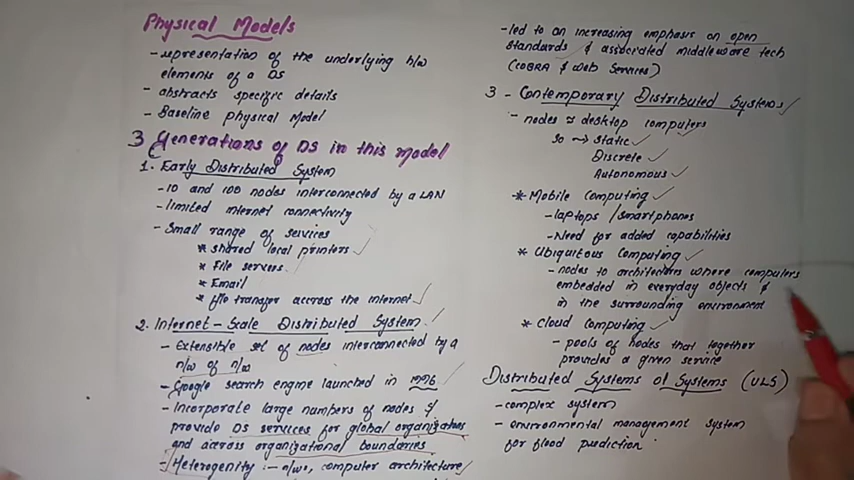 Physical Models
- representation of the underlying h/w
elements of a DS
- abstracts specific details
- Baseline physical Model
3 Generations of DS in this model
1. Early Distributed System
- 10 and 100 nodes interconnected by a LAN
- limited internet connectivity
- Small range of services
* shared local printers
* File servers
* Email
* file transfer accross the internet
2. Internet-Scale Distributed System
- Extensible set of nodes interconnected by a
n/w of n/ws
- Google search engine launched in 1996
- Incorporate large numbers of nodes &
provide DS services for global organizations
and across organizational boundaries
- Heterogenity :- n/ws, computer architecture
- led to an increasing emphasis on open
standards & associated middleware tech
(COBRA & Web Services)
3 - Contemporary Distributed Systems
- nodes = desktop computers
so → Static
Discrete
Autonomous
* Mobile computing
- laptops / smartphones
- Need for added capabilities
* Ubiquitous Computing
- nodes to architecture where computers
embedded in everyday objects &
in the surrounding environment
* Cloud Computing
- pools of nodes that together
provides a given service
Distributed Systems of Systems (ULS)
- complex system
- environmental management system
for flood prediction